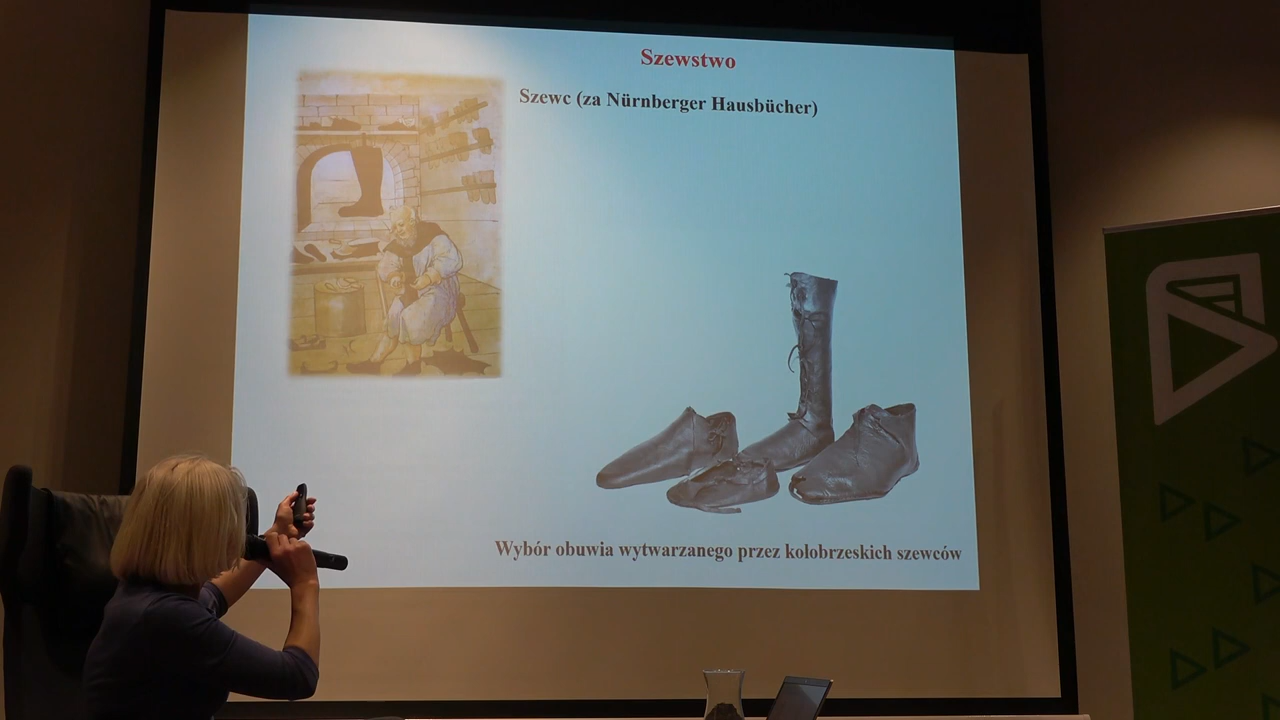 Szewstwo
Szewc (za Nürnberger Hausbücher)
Wybór obuwia wytwarzanego przez kołobrzeskich szewców